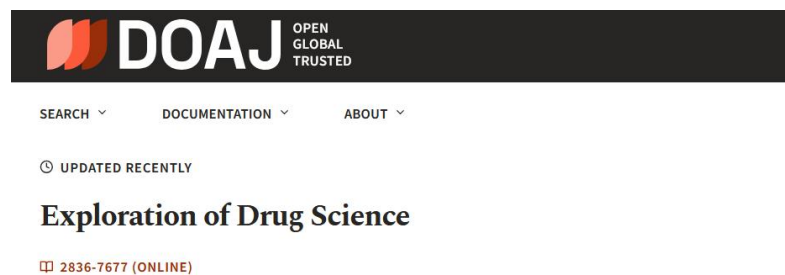 DOAJ
OPEN
GLOBAL
TRUSTED
SEARCH DOCUMENTATION ABOUT
UPDATED RECENTLY
Exploration of Drug Science
2836-7677 (ONLINE)